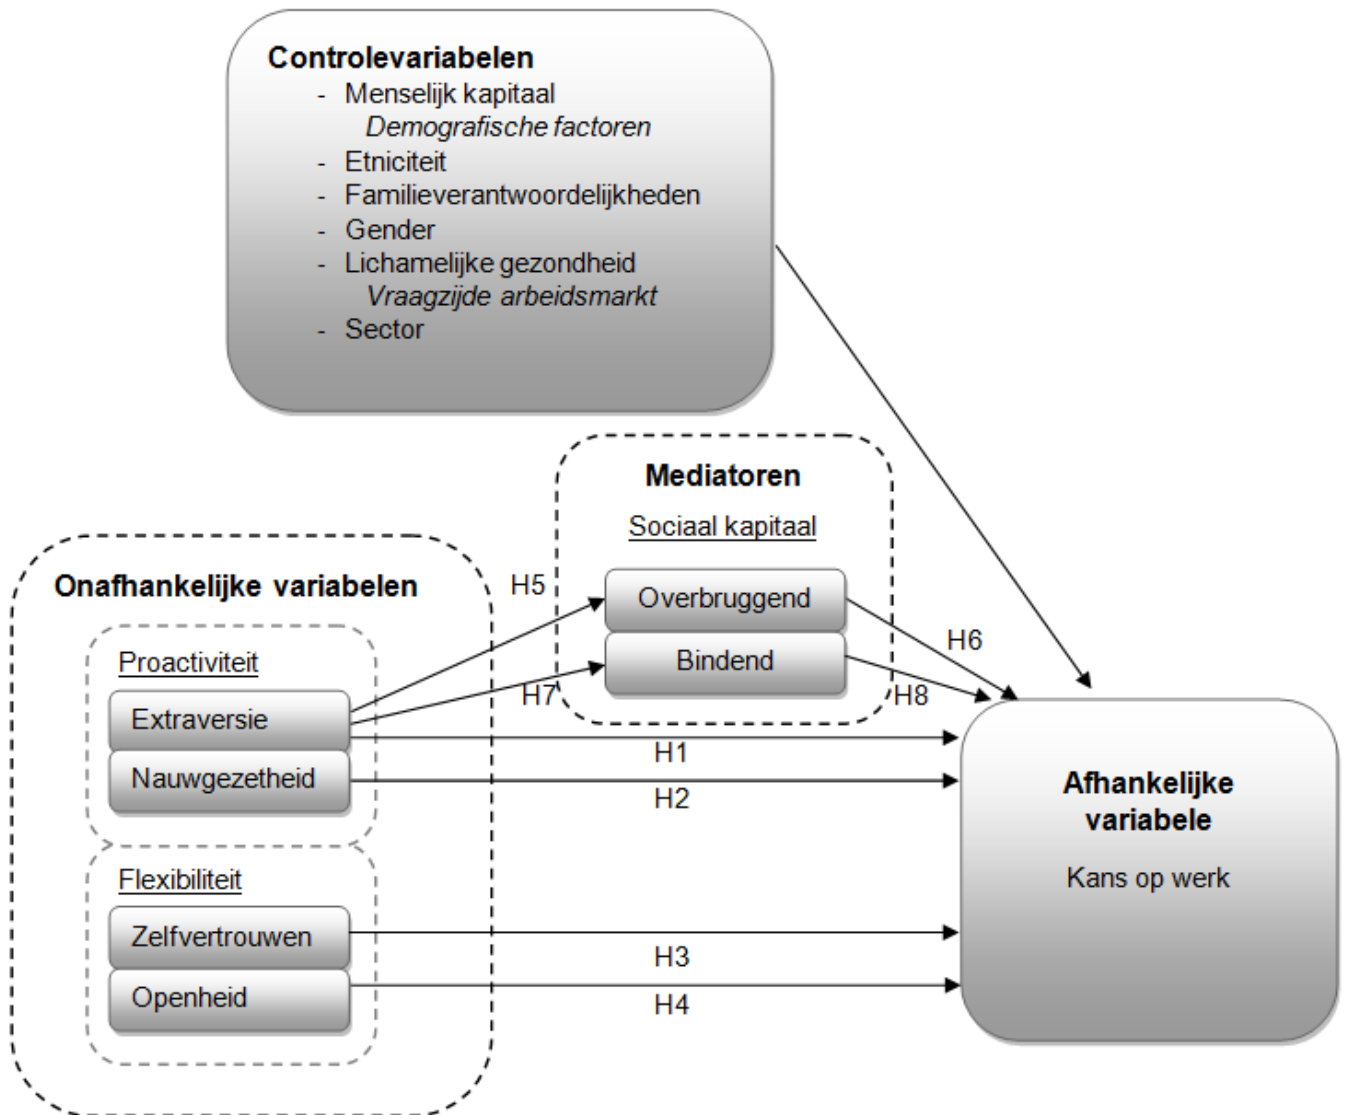 Controlevariabelen
- Menselijk kapitaal
Demografische factoren
- Etniciteit
- Familieverantwoordelijkheden
- Gender
- Lichamelijke gezondheid
Vraagzijde arbeidsmarkt
- Sector
Mediatoren
Sociaal kapitaal
Overbruggend
Bindend
Onafhankelijke variabelen
Proactiviteit
Extraversie
Nauwgezetheid
Flexibiliteit
Zelfvertrouwen
Openheid
H5
H7
H6
H8
H1
H2
H3
H4
Afhankelijke
variabele
Kans op werk